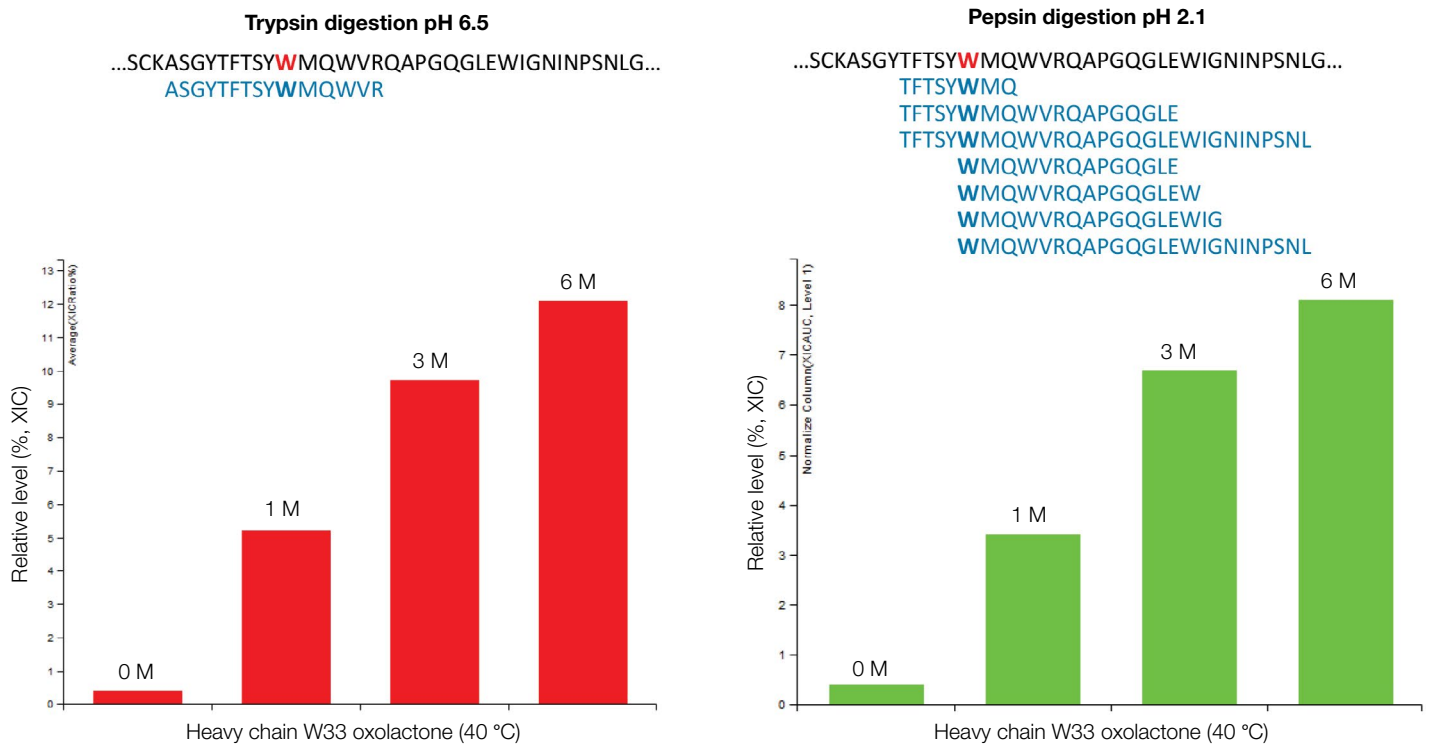 Trypsin digestion pH 6.5
...SCKASGYTFTSYWMQWVRQAPGQGLEWIGNINPSNLG...
ASGYTFTSYWMQWVR
13
12
11
10
9
8
7
6
5
4
3
2
1
0
Average(XICRatio%)
Relative level (%, XIC)
0 M
1 M
3 M
6 M
Heavy chain W33 oxolactone (40 °C)
Pepsin digestion pH 2.1
...SCKASGYTFTSYWMQWVRQAPGQGLEWIGNINPSNLG...
TFTSYWMQ
TFTSYWMQWVRQAPGQGLE
TFTSYWMQWVRQAPGQGLEWIGNINPSNL
WMQWVRQAPGQGLE
WMQWVRQAPGQGLEW
WMQWVRQAPGQGLEWIG
WMQWVRQAPGQGLEWIGNINPSNL
8
7
6
5
4
3
2
1
0
Normalize Column(XICAUC, Level 1)
Relative level (%, XIC)
0 M
1 M
3 M
6 M
Heavy chain W33 oxolactone (40 °C)